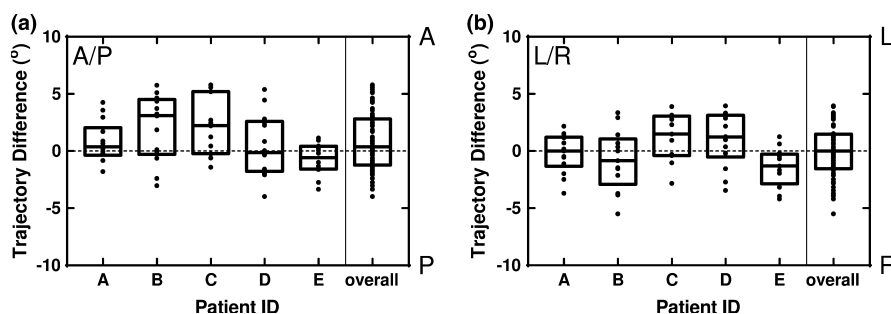 (a)
A/P
A
P
Trajectory Difference (°)
10
5
0
-5
-10
A B C D E overall
Patient ID
(b)
L/R
L
Trajectory Difference (°)
10
5
0
-5
-10
A B C D E overall
Patient ID